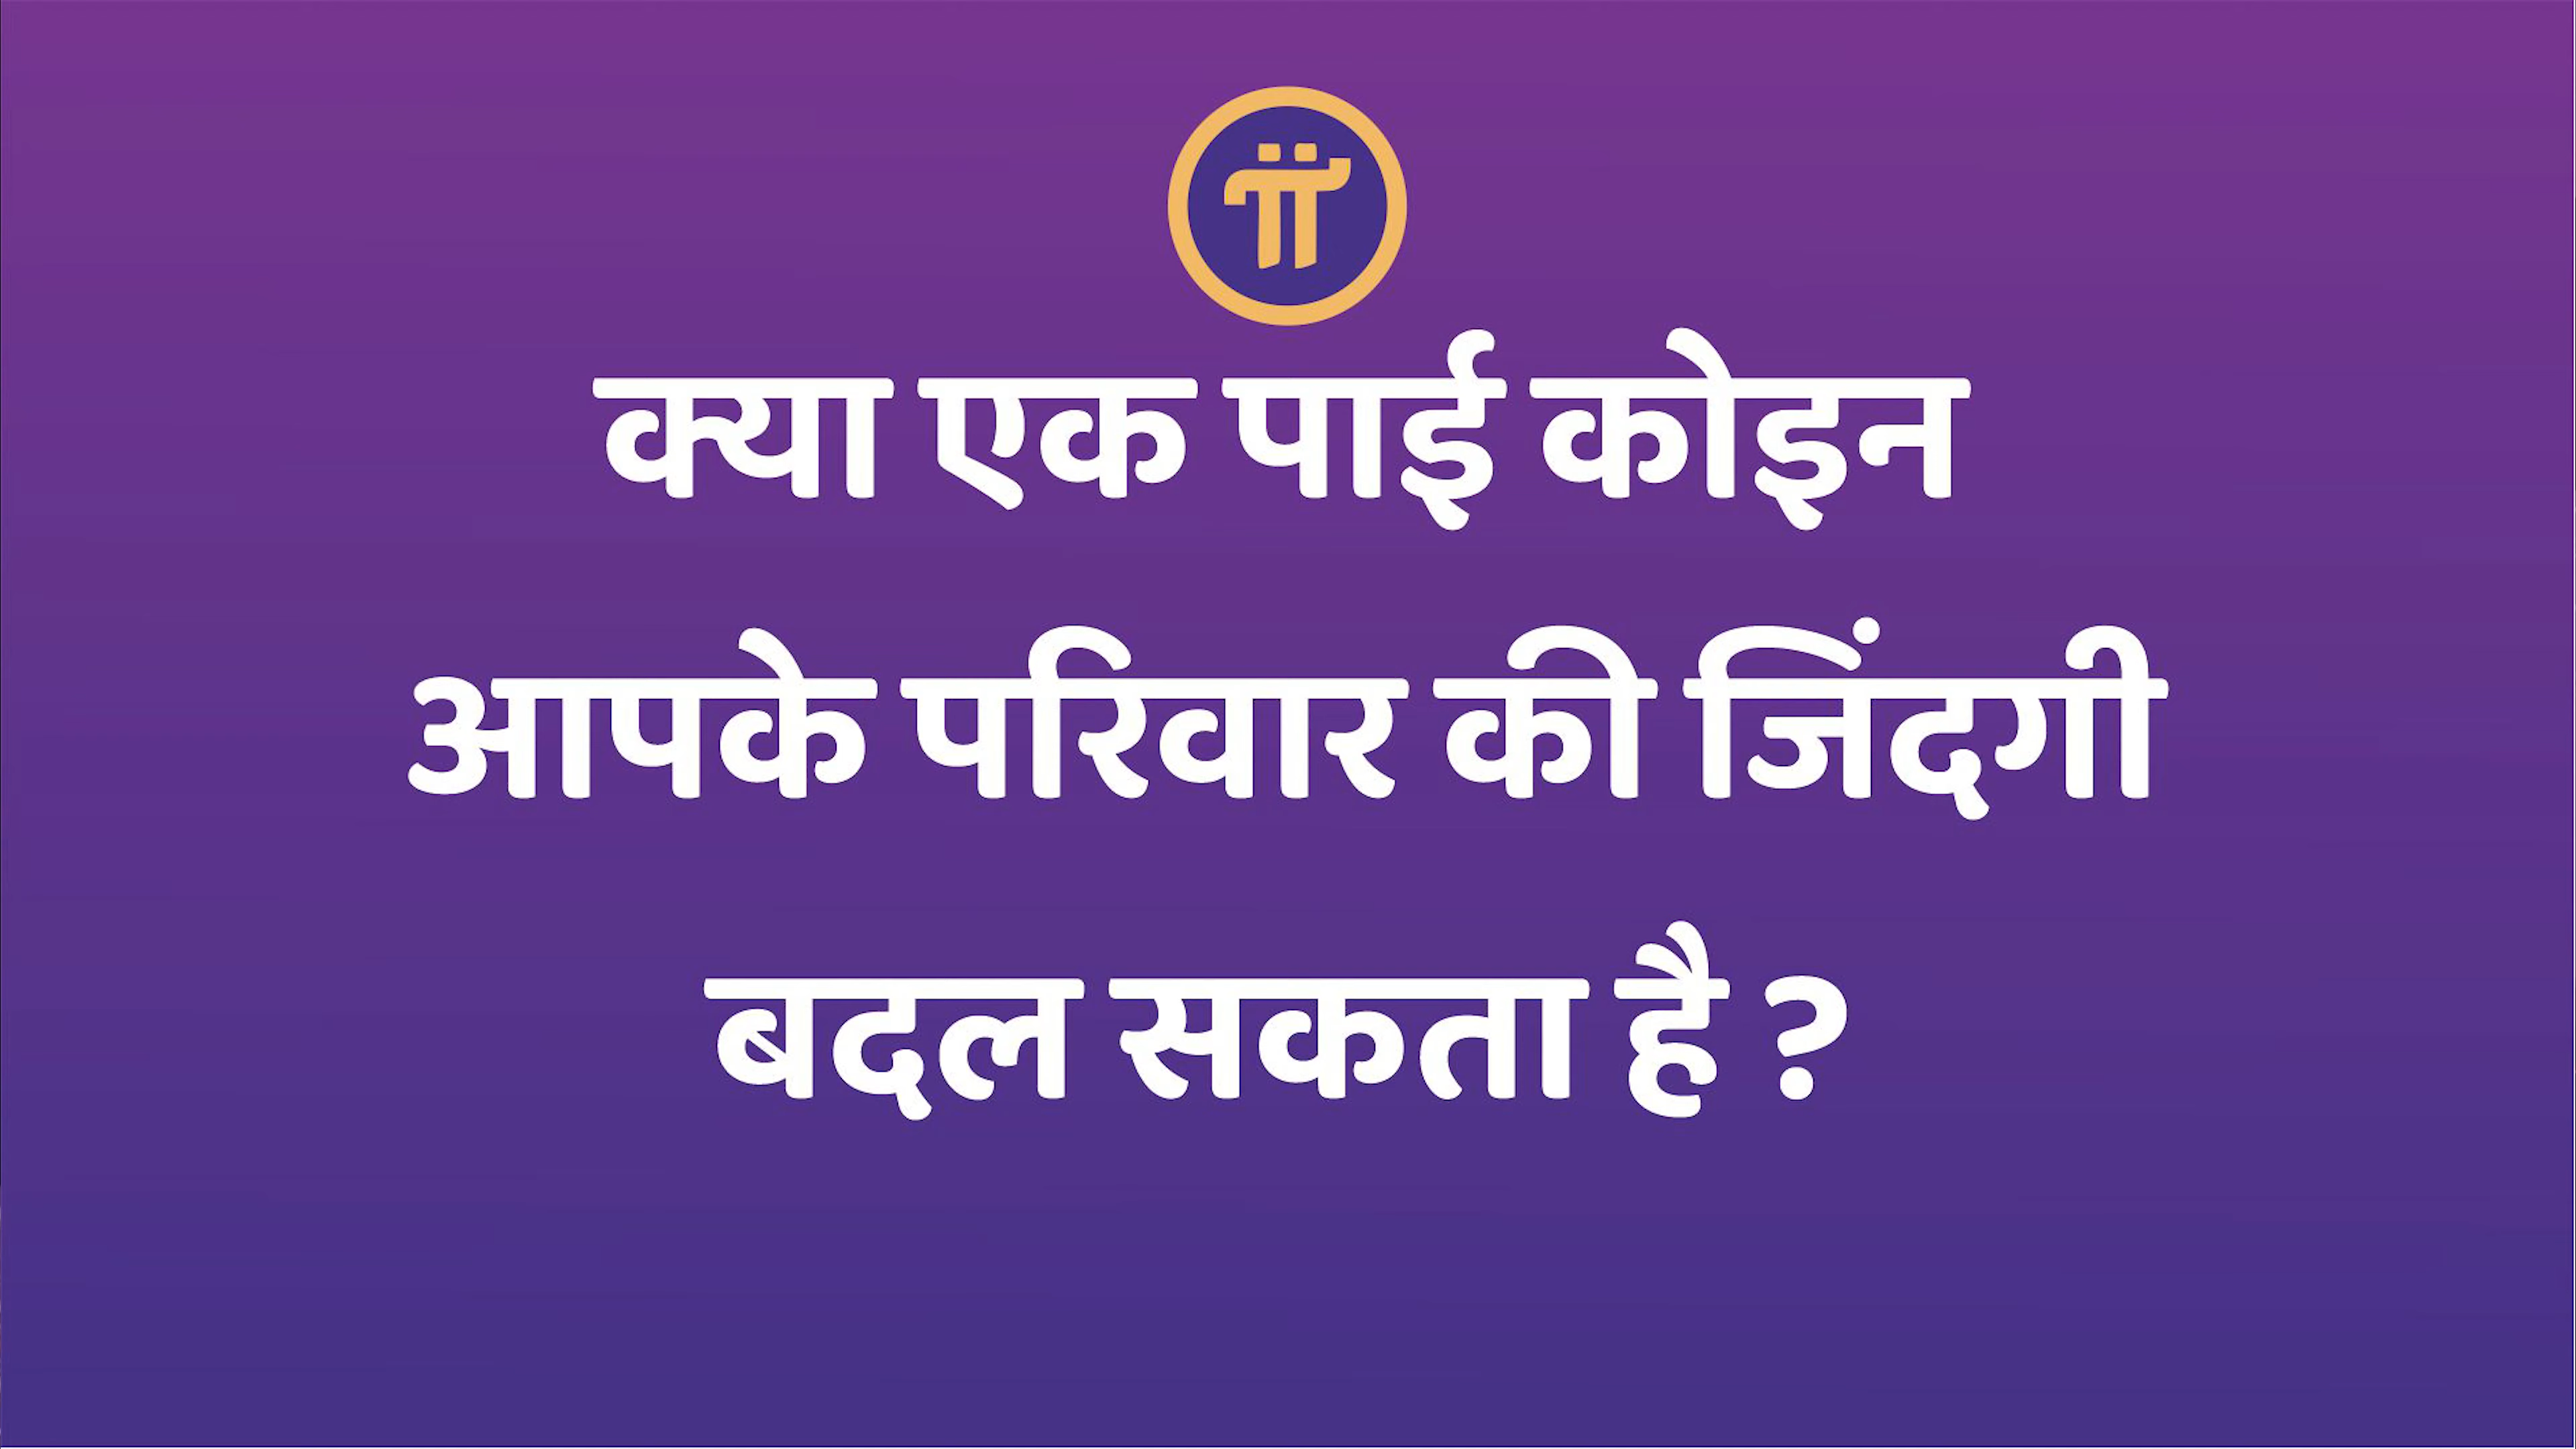 क्या एक पाई कोइन
आपके परिवार की जिंदगी
बदल सकता है ?